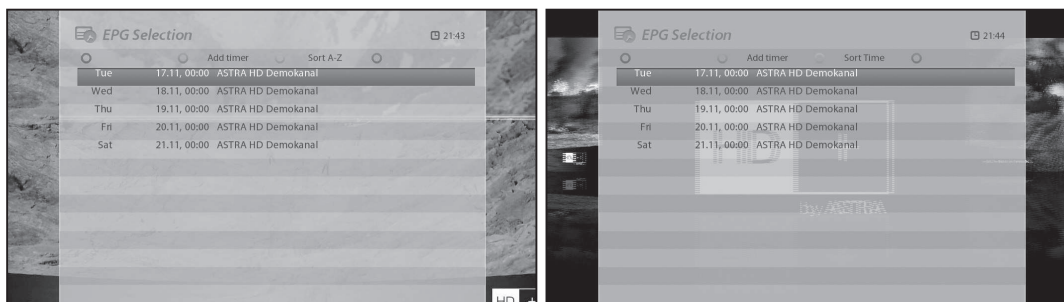 EPG Selection 21:43
Add timer Sort A-Z
Tue 17.11, 00:00 ASTRA HD Demokanal
Wed 18.11, 00:00 ASTRA HD Demokanal
Thu 19.11, 00:00 ASTRA HD Demokanal
Fri 20.11, 00:00 ASTRA HD Demokanal
Sat 21.11, 00:00 ASTRA HD Demokanal
HD +
EPG Selection 21:44
Add timer Sort Time
Tue 17.11, 00:00 ASTRA HD Demokanal
Wed 18.11, 00:00 ASTRA HD Demokanal
Thu 19.11, 00:00 ASTRA HD Demokanal
Fri 20.11, 00:00 ASTRA HD Demokanal
Sat 21.11, 00:00 ASTRA HD Demokanal
HD
by ASTRA